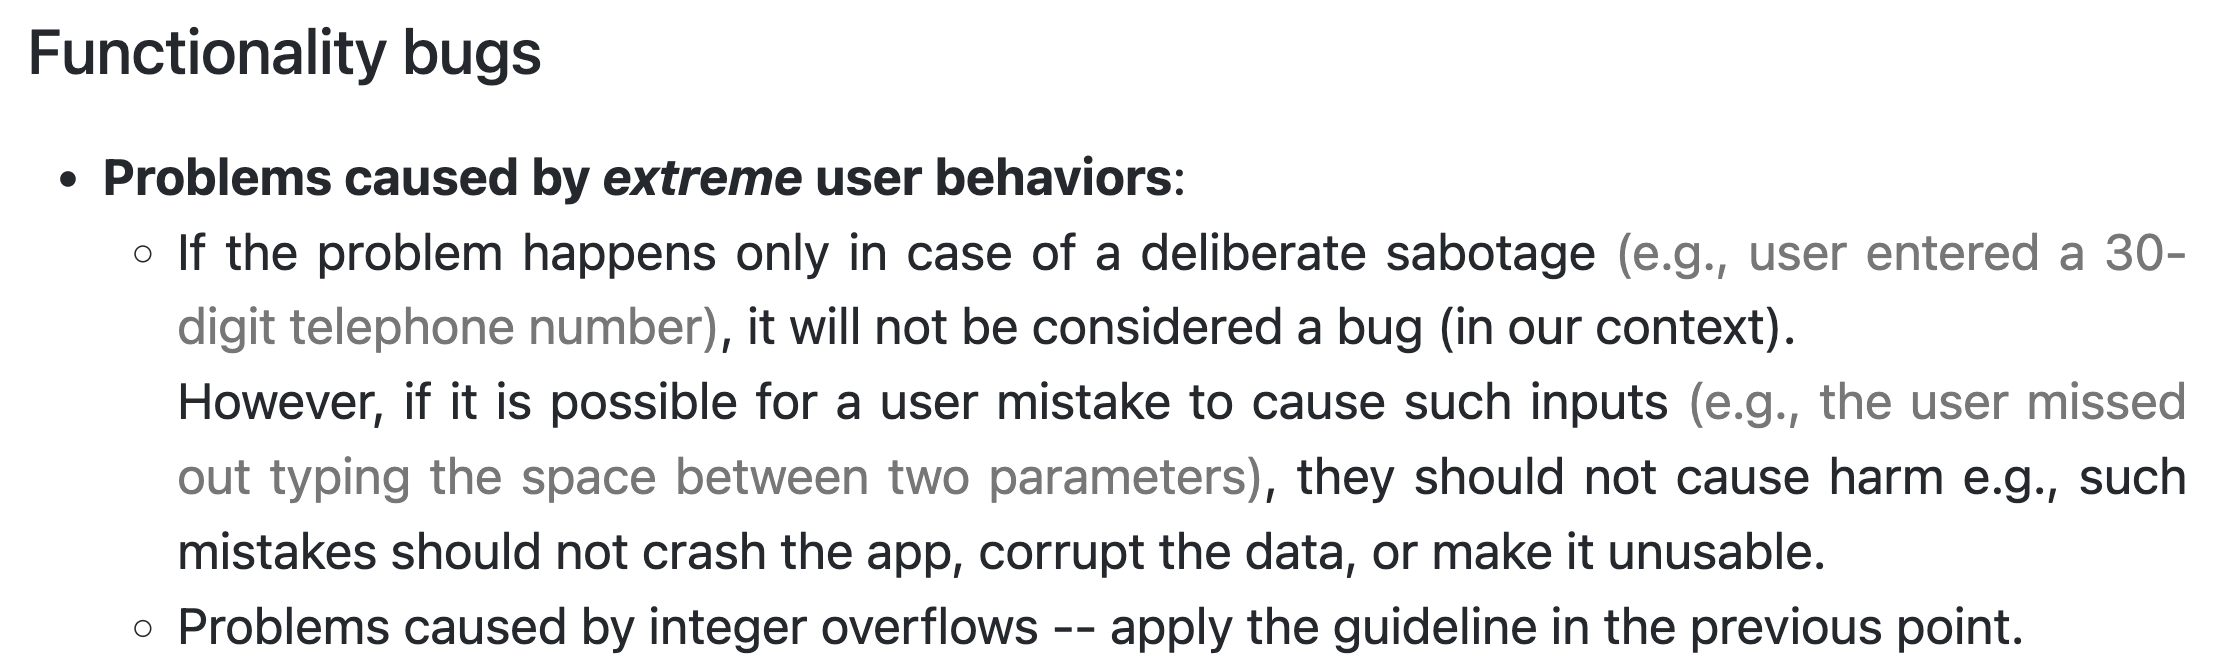 Functionality bugs
• Problems caused by extreme user behaviors:
○ If the problem happens only in case of a deliberate sabotage (e.g., user entered a 30-
digit telephone number), it will not be considered a bug (in our context).
However, if it is possible for a user mistake to cause such inputs (e.g., the user missed
out typing the space between two parameters), they should not cause harm e.g., such
mistakes should not crash the app, corrupt the data, or make it unusable.
○ Problems caused by integer overflows -- apply the guideline in the previous point.